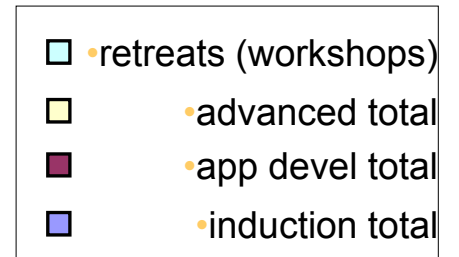 •retreats (workshops)
•advanced total
•app devel total
•induction total